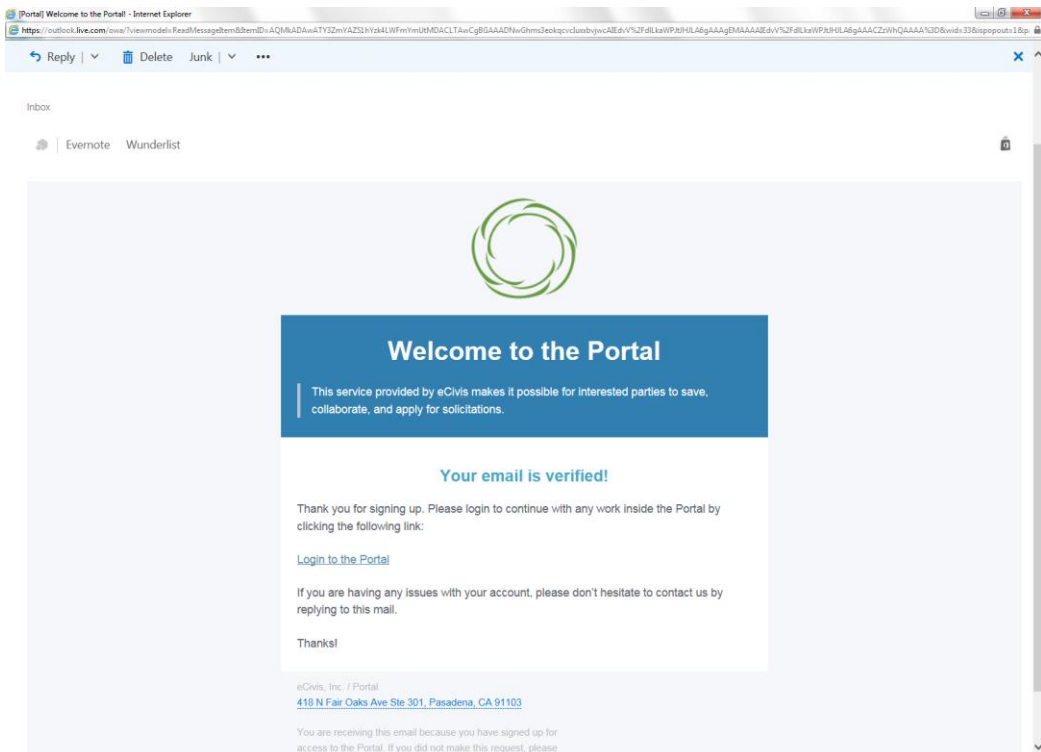 [Portal] Welcome to the Portal! - Internet Explorer
Reply
Delete Junk
Inbox
Evernote Wunderlist
Welcome to the Portal
This service provided by eCivis makes it possible for interested parties to save,
collaborate, and apply for solicitations.
Your email is verified!
Thank you for signing up. Please login to continue with any work inside the Portal by
clicking the following link:
Login to the Portal
If you are having any issues with your account, please don't hesitate to contact us by
replying to this mail.
Thanks!
eCivis, Inc. / Portal
418 N Fair Oaks Ave Ste 301, Pasadena, CA 91103
You are receiving this email because you have signed up for
access to the Portal. If you did not make this request, please